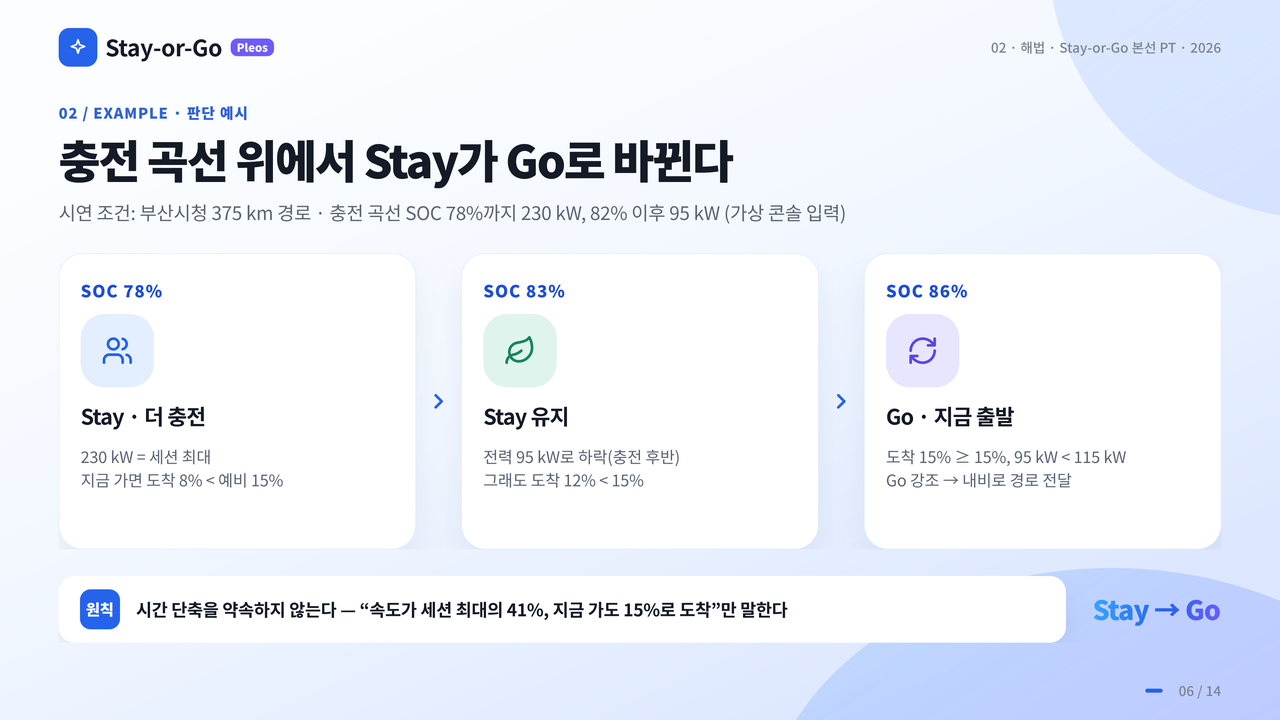 Stay-or-Go Pleos
02 · 해법 · Stay-or-Go 본선 PT · 2026
02 / EXAMPLE · 판단 예시
충전 곡선 위에서 Stay가 Go로 바뀐다
시연 조건: 부산시청 375 km 경로 · 충전 곡선 SOC 78%까지 230 kW, 82% 이후 95 kW (가상 콘솔 입력)
SOC 78%
Stay · 더 충전
230 kW = 세션 최대
지금 가면 도착 8% < 예비 15%
SOC 83%
Stay 유지
전력 95 kW로 하락(충전 후반)
그래도 도착 12% < 15%
SOC 86%
Go · 지금 출발
도착 15% ≥ 15%, 95 kW < 115 kW
Go 강조 → 내비로 경로 전달
원칙
시간 단축을 약속하지 않는다 — “속도가 세션 최대의 41%, 지금 가도 15%로 도착”만 말한다
Stay → Go
06 / 14